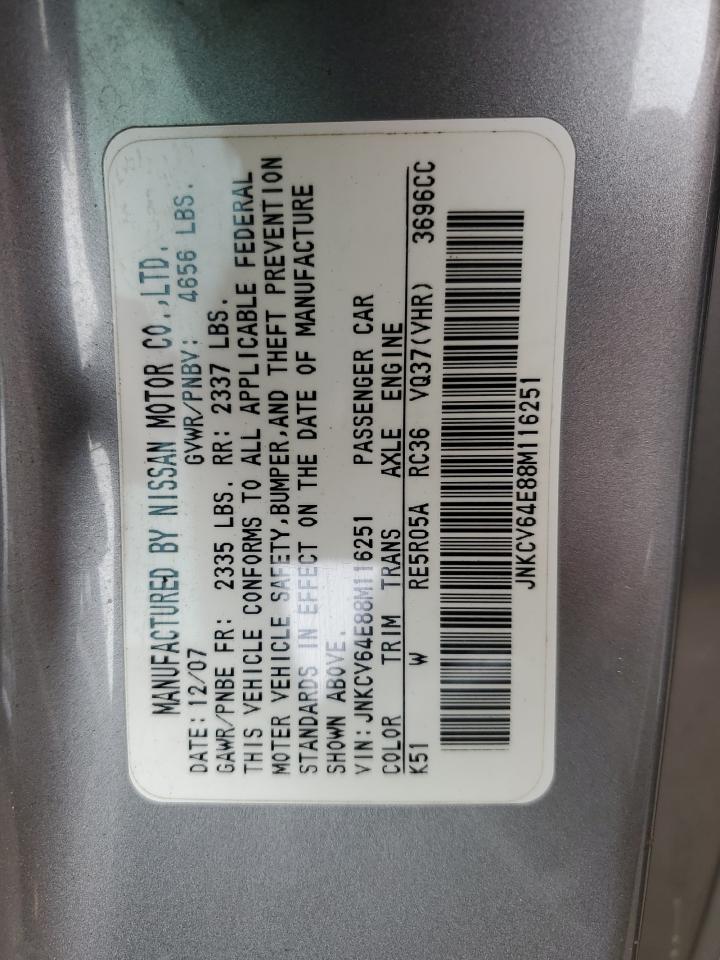 MANUFACTURED BY NISSAN MOTOR CO.,LTD.
DATE: 12/07 GVWR/PNBV: 4656 LBS.
GAWR/PNBE FR: 2335 LBS. RR: 2337 LBS.
THIS VEHICLE CONFORMS TO ALL APPLICABLE FEDERAL
MOTER VEHICLE SAFETY,BUMPER,AND THEFT PREVENTION
STANDARDS IN EFFECT ON THE DATE OF MANUFACTURE
SHOWN ABOVE.
VIN:JNKCV64E88M116251 PASSENGER CAR
COLOR TRIM TRANS AXLE ENGINE
K51 W RE5R05A RC36 VQ37(VHR) 3696CC
JNKCV64E88M116251